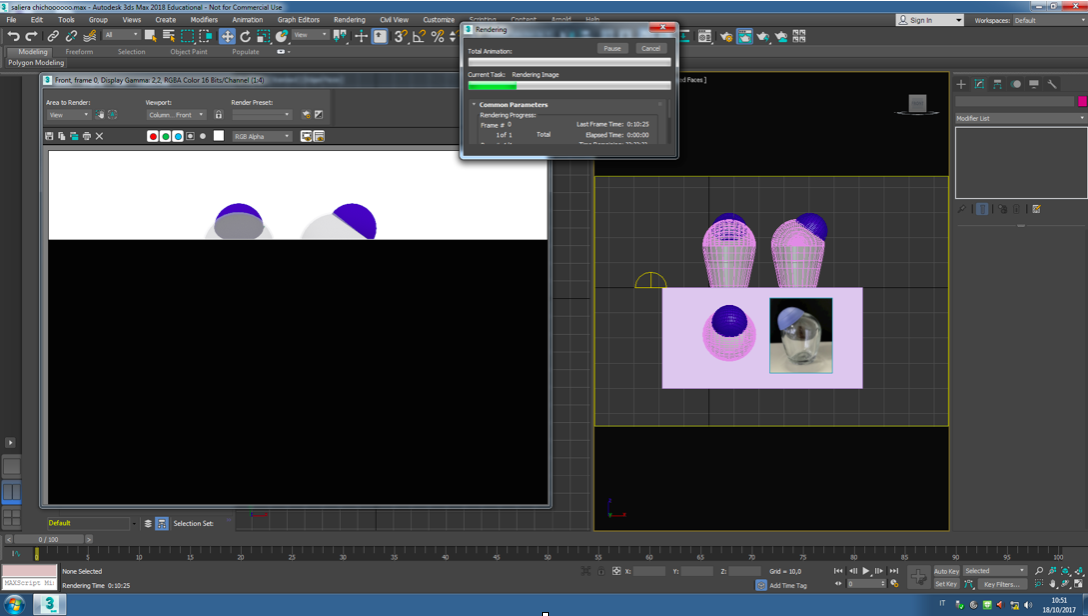 saliera chichoooooo.max - Autodesk 3ds Max 2018 Educational - Not for Commercial Use
File Edit Tools Group Views Create Modifiers Animation Graph Editors Rendering Civil View Customize Scripting Content Arnold Help
Sign In Workspaces: Default
All View
Modeling Freeform Selection Object Paint Populate
Polygon Modeling
Front, frame 0, Display Gamma: 2,2, RGBA Color 16 Bits/Channel (1:4)
Area to Render: Viewport: Render Preset:
View Column... Front
RGB Alpha
Rendering
Total Animation: Pause Cancel
Current Task: Rendering Image
Common Parameters
Rendering Progress:
Frame # 0 Last Frame Time: 0:10:25
1 of 1 Total Elapsed Time: 0:00:00
Modifier List
Default Selection Set:
0 / 100
0 5 10 15 20 25 30 35 40 45 50 55 60 65 70 75 80 85 90 95 100
None Selected X: Y: Z: Grid = 10,0 Auto Key Selected
MAXScript Mi: Rendering Time 0:10:25 Add Time Tag 0 Set Key Key Filters...
IT 10:51
18/10/2017